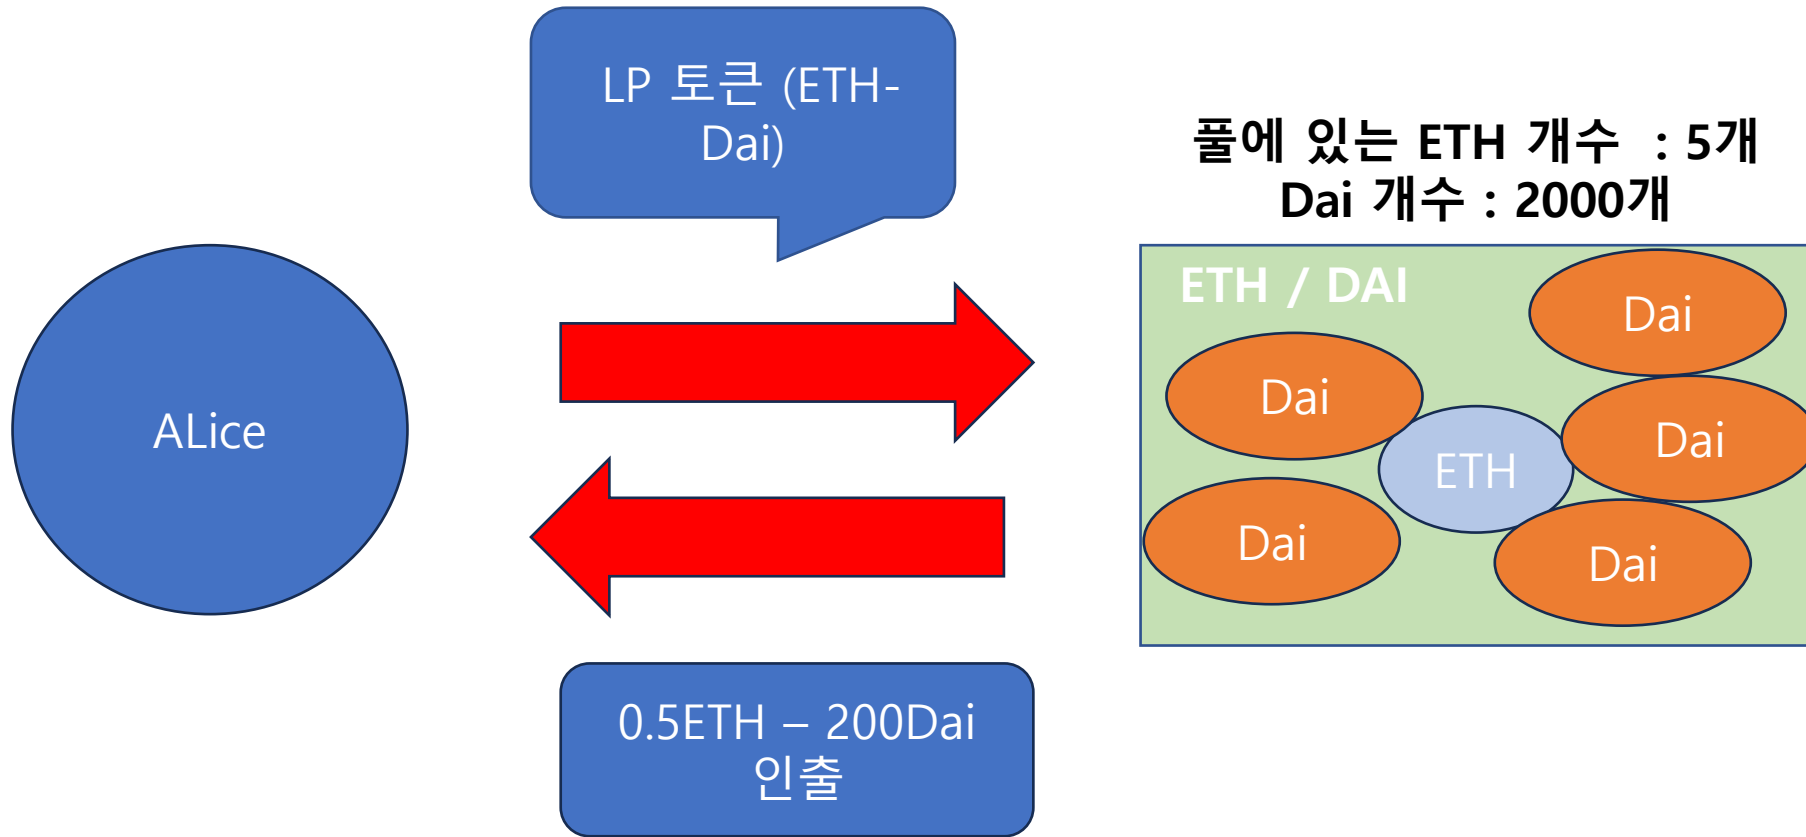 LP 토큰 (ETH-
Dai)
풀에 있는 ETH 개수  : 5개
Dai 개수 : 2000개
ALice
ETH / DAI
Dai
Dai
Dai
ETH
Dai
Dai
0.5ETH – 200Dai
인출